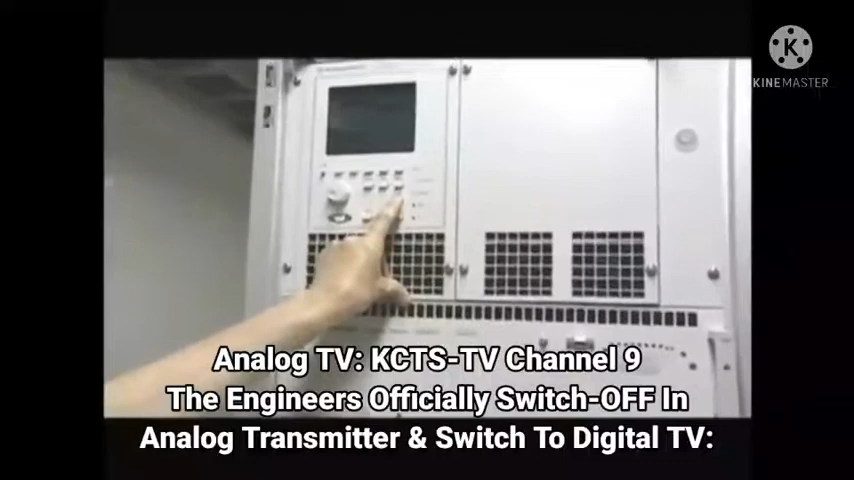 K
KINEMASTER
Analog TV: KCTS-TV Channel 9
The Engineers Officially Switch-OFF In
Analog Transmitter & Switch To Digital TV: